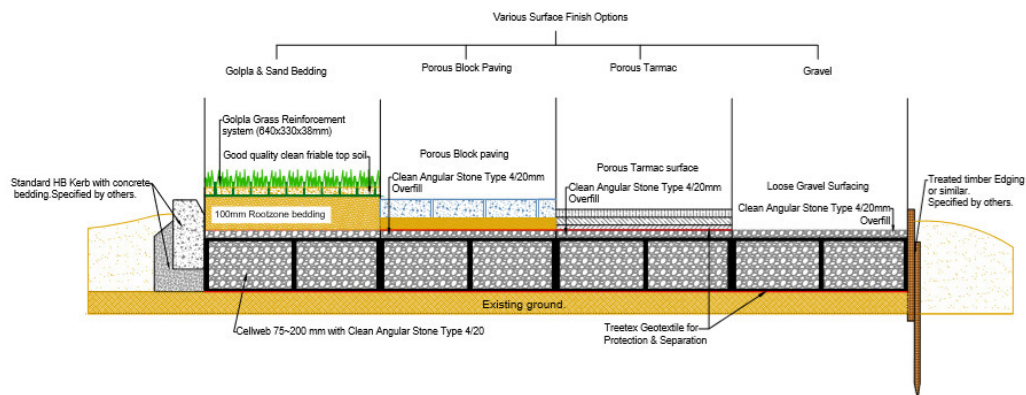 Various Surface Finish Options
Golpla & Sand Bedding
Porous Block Paving
Porous Tarmac
Gravel
Golpla Grass Reinforcement
system (640x330x38mm)
Good quality clean friable top soil
Porous Block paving
Clean Angular Stone Type 4/20mm
Overfill
Porous Tarmac surface
Clean Angular Stone Type 4/20mm
Overfill
Loose Gravel Surfacing
Clean Angular Stone Type 4/20mm
Overfill
Standard HB Kerb with concrete
bedding.Specified by others.
Treated timber Edging
or similar.
Specified by others.
100mm Rootzone bedding
Existing ground.
Cellweb 75~200 mm with Clean Angular Stone Type 4/20
Treetex Geotextile for
Protection & Separation